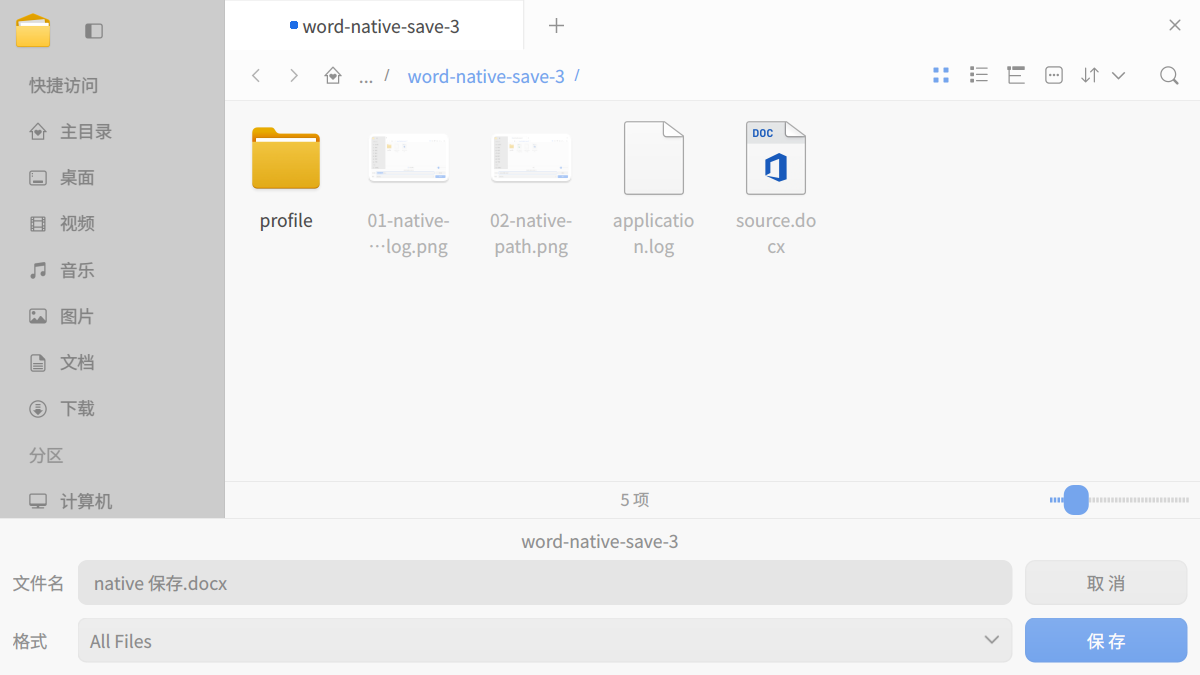 word-native-save-3
快捷访问
... / word-native-save-3 /
主目录
桌面
视频
音乐
图片
文档
下载
分区
计算机
DOC
profile
01-native-
···log.png
02-native-
path.png
applicatio
n.log
source.do
cx
5 项
word-native-save-3
文件名 native 保存.docx 取消
格式 All Files 保存